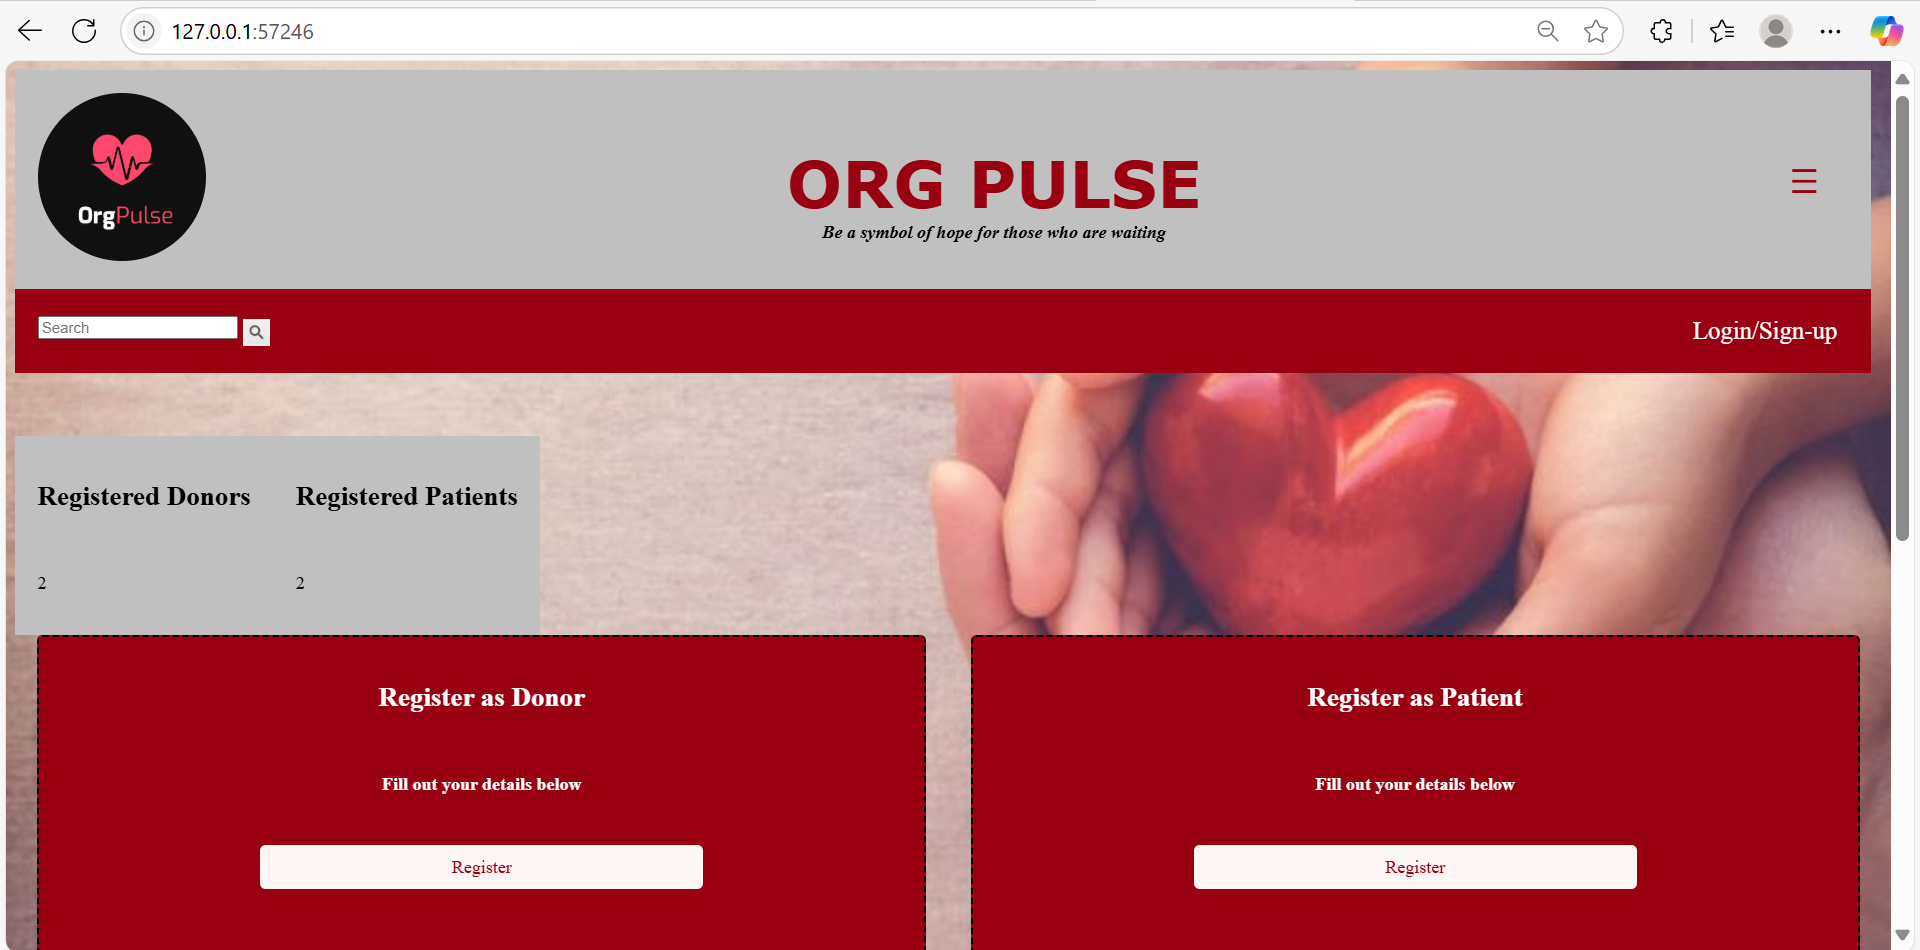 127.0.0.1:57246
OrgPulse
ORG PULSE
Be a symbol of hope for those who are waiting
Search
Login/Sign-up
Registered Donors
Registered Patients
2
2
Register as Donor
Register as Patient
Fill out your details below
Fill out your details below
Register
Register